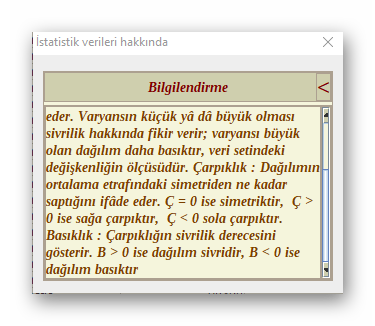 İstatistik verileri hakkında
Bilgilendirme
<
eder. Varyansın küçük yâ dâ büyük olması
sivrilik hakkında fikir verir; varyansı büyük
olan dağılım daha basıktır, veri setindeki
değişkenliğin ölçüsüdür. Çarpıklık : Dağılımın
ortalama etrafındaki simetriden ne kadar
saptığını ifâde eder. Ç = 0 ise simetriktir,  Ç >
0 ise sağa çarpıktır,  Ç < 0 sola çarpıktır.
Basıklık : Çarpıklığın sivrilik derecesini
gösterir. B > 0 ise dağılım sivridir, B < 0 ise
dağılım basıktır